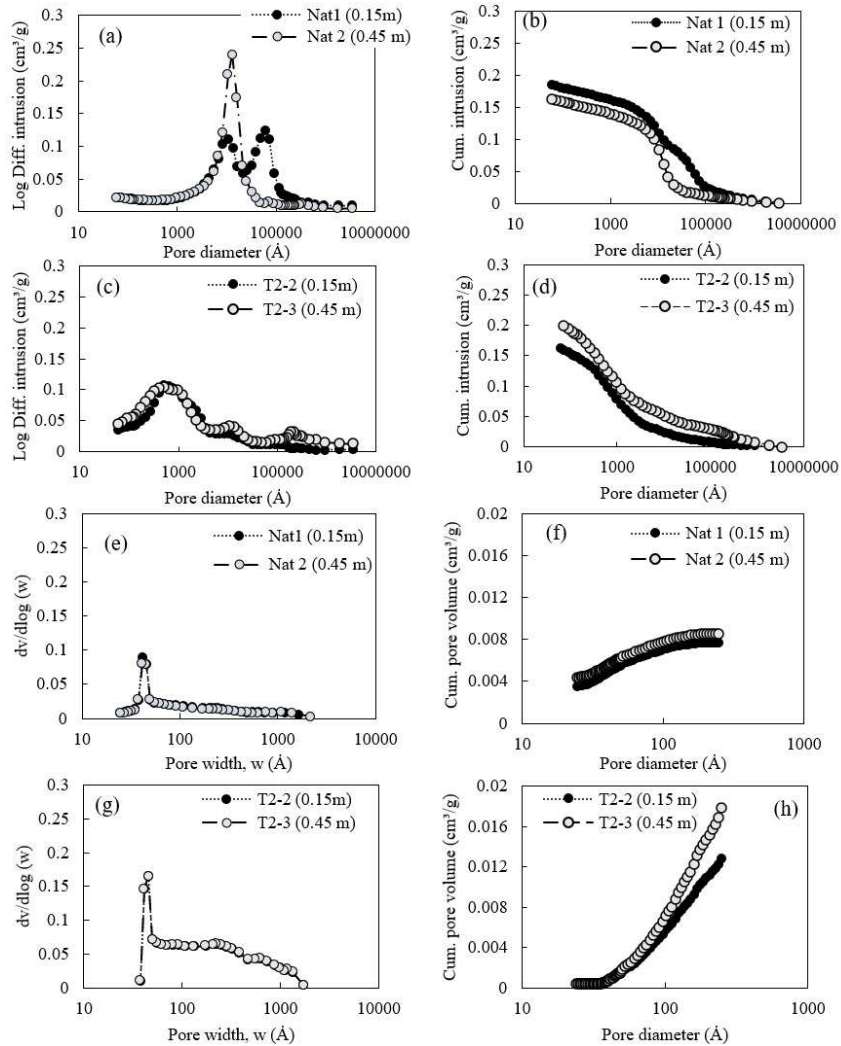 (a)
Nat1 (0.15m)
Nat 2 (0.45 m)
Log Diff. intrusion (cm³/g)
0.3
0.25
0.2
0.15
0.1
0.05
0
10
1000
100000
10000000
Pore diameter (Å)
(b)
Nat 1 (0.15 m)
Nat 2 (0.45 m)
Cum. intrusion (cm³/g)
0.3
0.25
0.2
0.15
0.1
0.05
0
10
1000
100000
10000000
Pore diameter (Å)
(c)
T2-2 (0.15m)
T2-3 (0.45 m)
Log Diff. intrusion (cm³/g)
0.3
0.25
0.2
0.15
0.1
0.05
0
10
1000
100000
10000000
Pore diameter (Å)
(d)
T2-2 (0.15 m)
T2-3 (0.45 m)
Cum. intrusion (cm³/g)
0.3
0.25
0.2
0.15
0.1
0.05
0
10
1000
100000
10000000
Pore diameter (Å)
(e)
Nat1 (0.15m)
Nat 2 (0.45 m)
dv/dlog (w)
0.3
0.25
0.2
0.15
0.1
0.05
0
10
100
1000
10000
Pore width, w (Å)
(f)
Nat 1 (0.15 m)
Nat 2 (0.45 m)
Cum. pore volume (cm³/g)
0.02
0.016
0.012
0.008
0.004
0
10
100
1000
Pore diameter (Å)
(g)
T2-2 (0.15m)
T2-3 (0.45 m)
dv/dlog (w)
0.3
0.25
0.2
0.15
0.1
0.05
0
10
100
1000
10000
Pore width, w (Å)
T2-2 (0.15 m)
(h)
T2-3 (0.45 m)
Cum. pore volume (cm³/g)
0.02
0.016
0.012
0.008
0.004
0
10
100
1000
Pore diameter (Å)